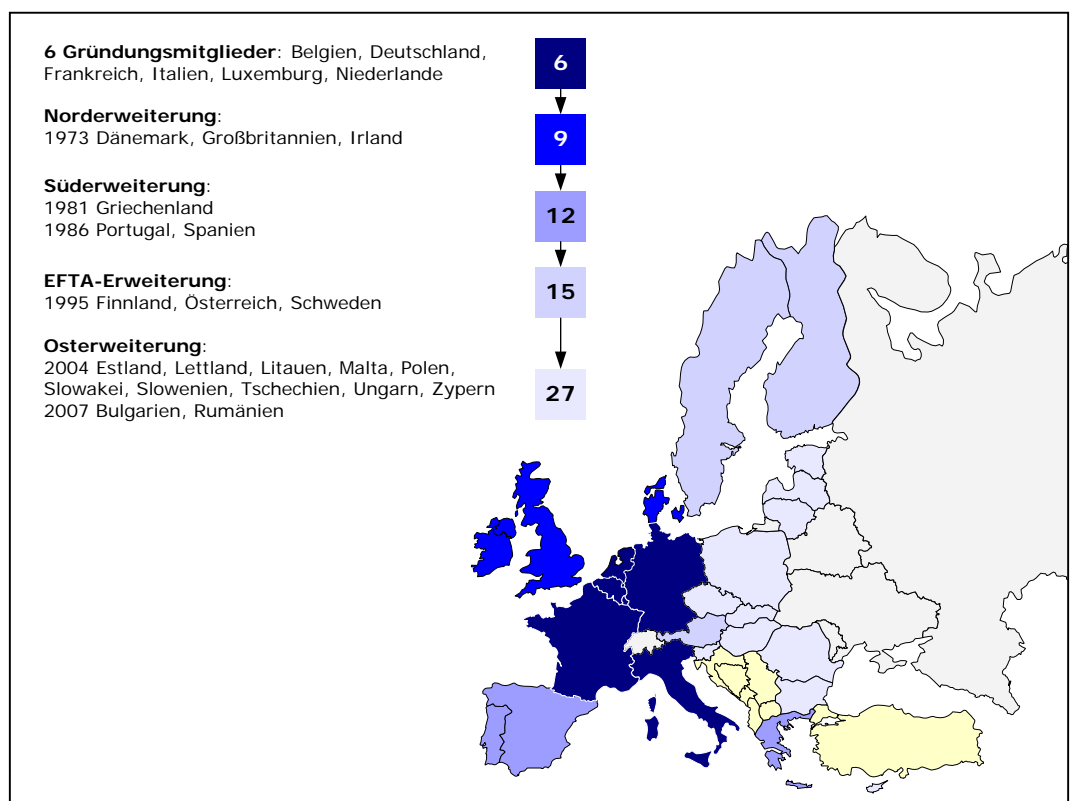 6 Gründungsmitglieder: Belgien, Deutschland,
Frankreich, Italien, Luxemburg, Niederlande
6
Norderweiterung:
1973 Dänemark, Großbritannien, Irland
9
Süderweiterung:
1981 Griechenland
1986 Portugal, Spanien
12
EFTA-Erweiterung:
1995 Finnland, Österreich, Schweden
15
Osterweiterung:
2004 Estland, Lettland, Litauen, Malta, Polen,
Slowakei, Slowenien, Tschechien, Ungarn, Zypern
2007 Bulgarien, Rumänien
27